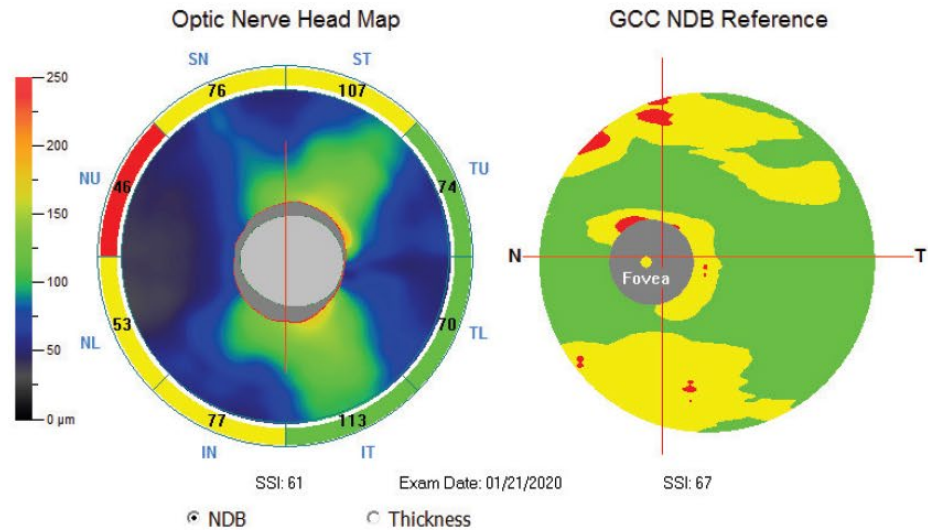 Optic Nerve Head Map
GCC NDB Reference
SN
ST
250
76
107
200
NU
46
74
TU
150
N
T
Fovea
100
53
70
NL
TL
50
0 µm
77
113
IN
IT
SSI: 61
Exam Date: 01/21/2020
SSI: 67
NDB
Thickness